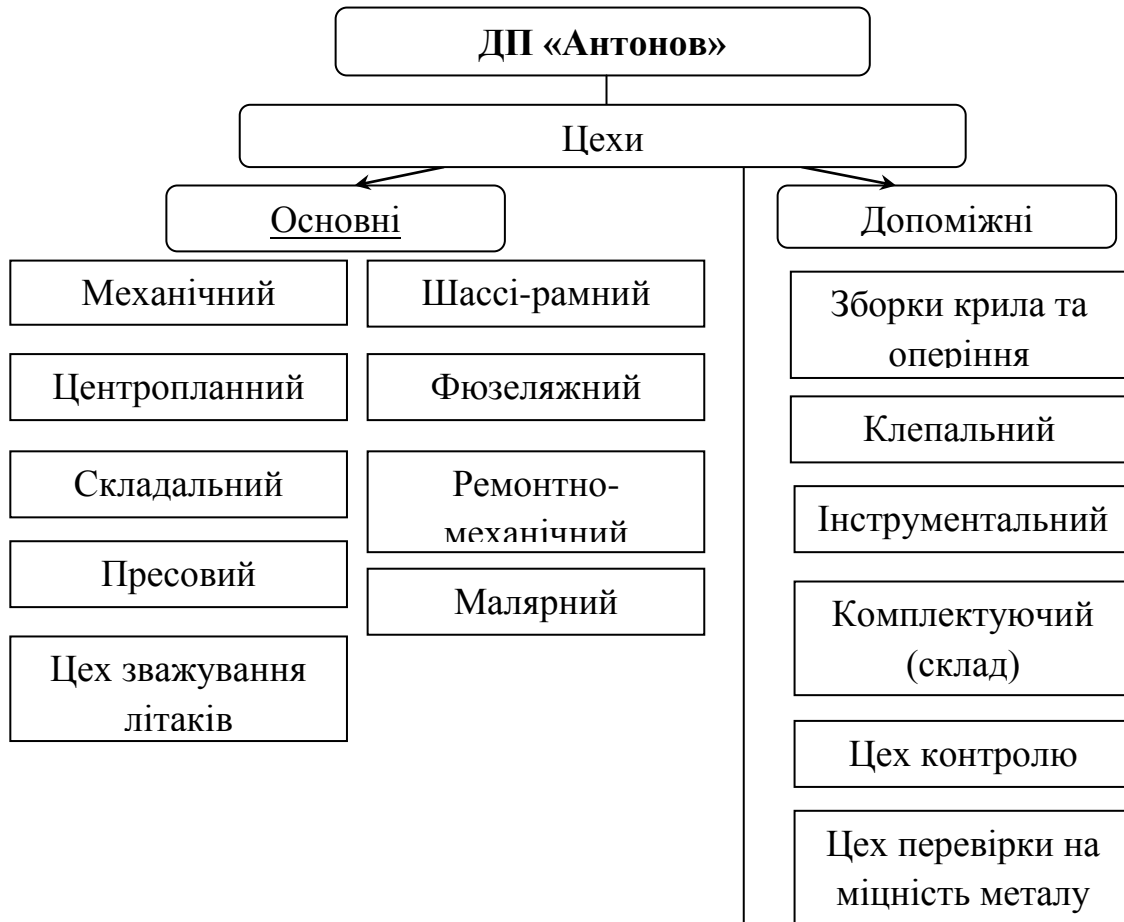 ДП «Антонов»
Цехи
Основні
Допоміжні
Механічний
Центропланний
Складальний
Пресовий
Цех зважування
літаків
Шассі-рамний
Фюзеляжний
Ремонтно-
механічний
Малярний
Зборки крила та
оперіння
Клепальний
Інструментальний
Комплектуючий
(склад)
Цех контролю
Цех перевірки на
міцність металу